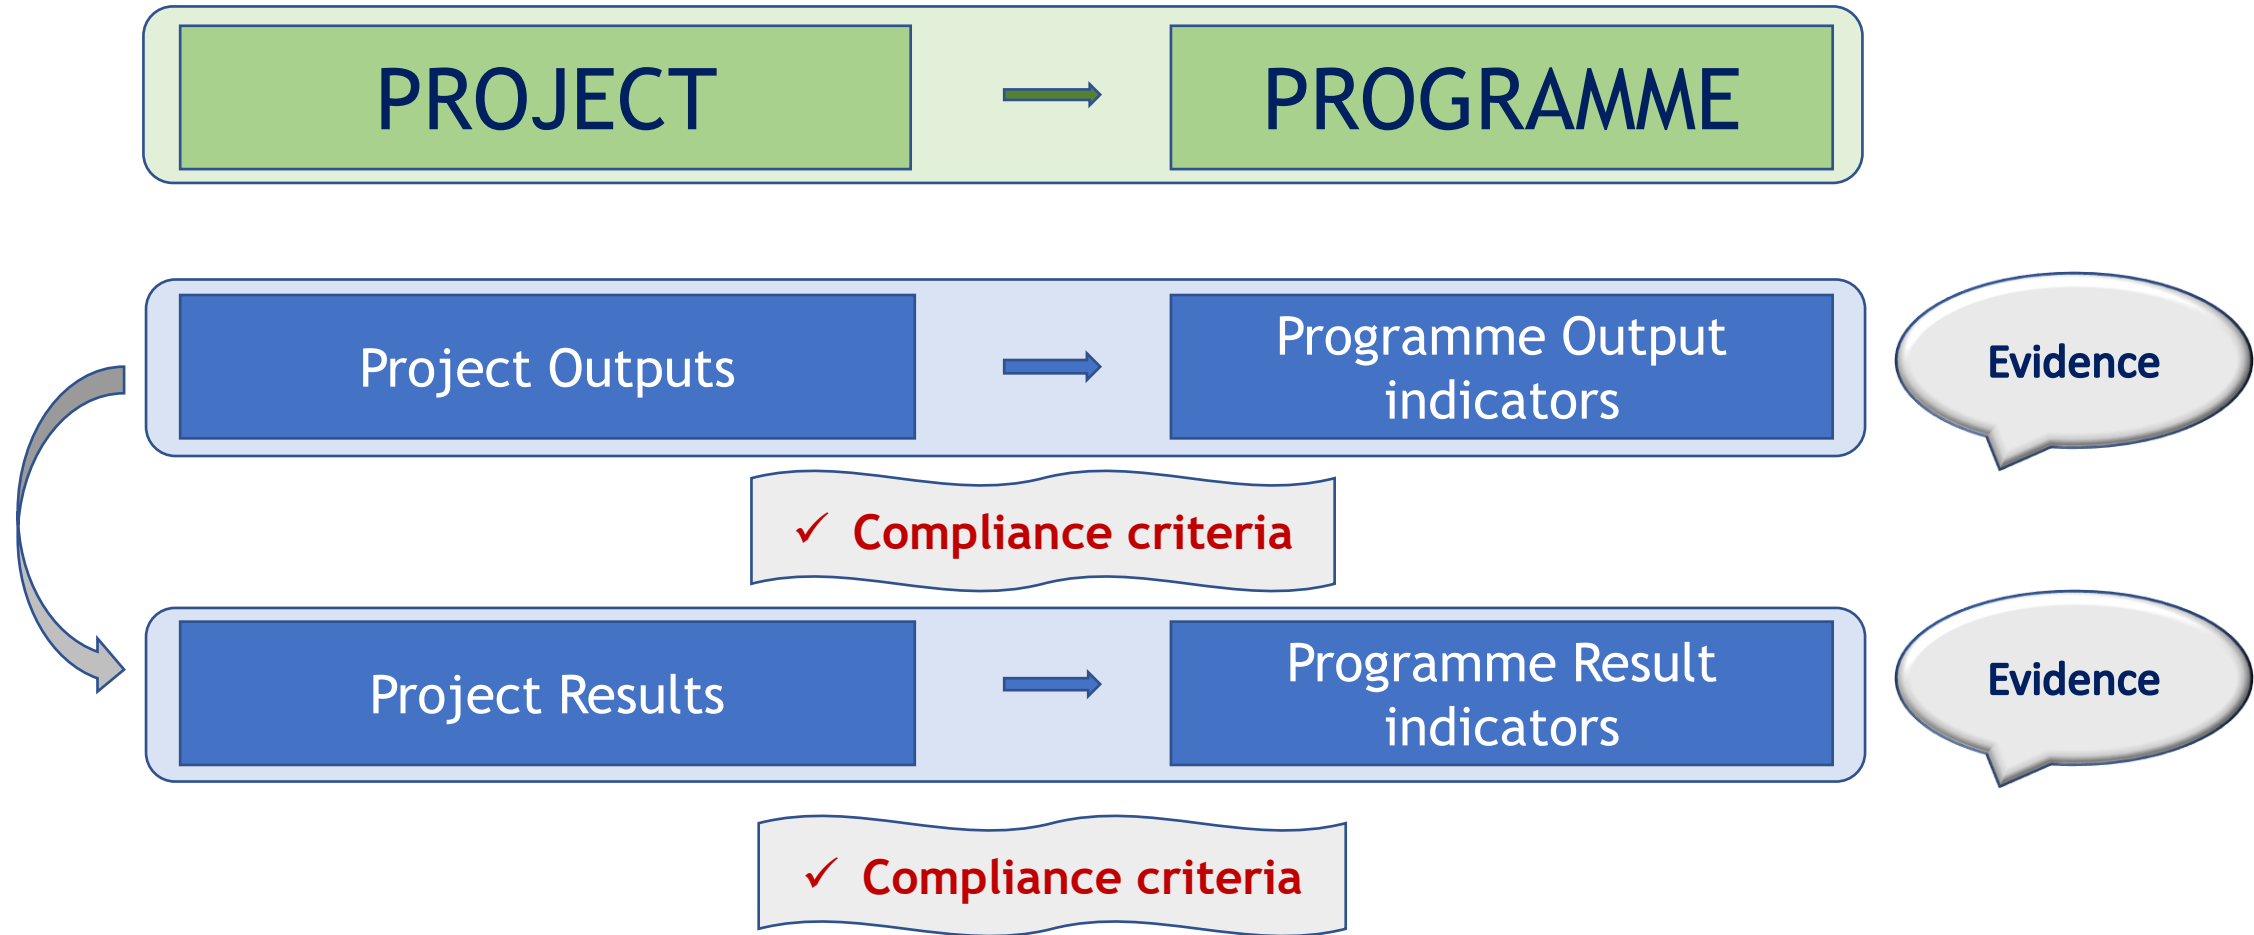 PROJECT
PROGRAMME
Project Outputs
Programme Output
indicators
Evidence
✓ Compliance criteria
Project Results
Programme Result
indicators
Evidence
✓ Compliance criteria